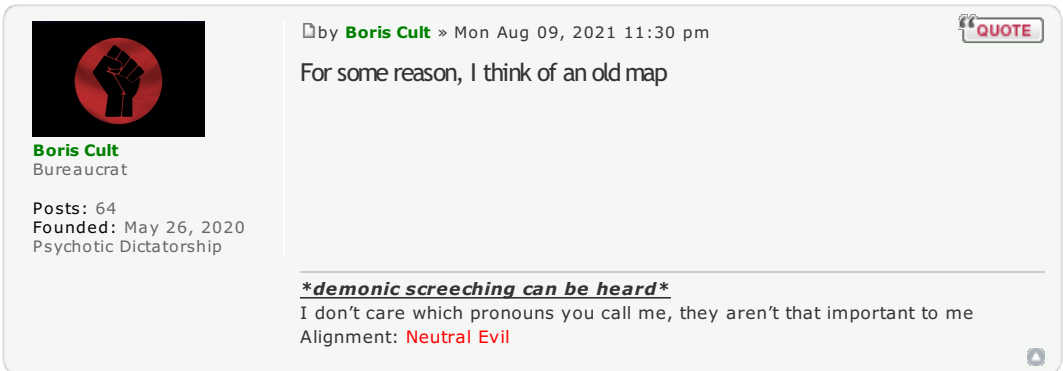 by Boris Cult » Mon Aug 09, 2021 11:30 pm
QUOTE
For some reason, I think of an old map
Boris Cult
Bureaucrat
Posts: 64
Founded: May 26, 2020
Psychotic Dictatorship
*demonic screeching can be heard*
I don’t care which pronouns you call me, they aren’t that important to me
Alignment: Neutral Evil